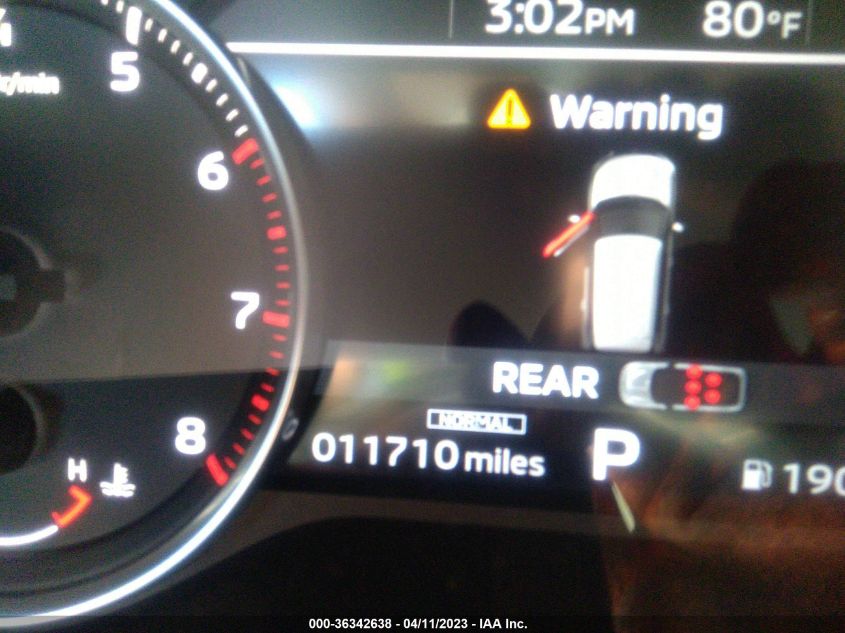 3:02PM 80°F
5
Warning
6
7
REAR
8
NORMAL
011710 miles P
H
000-36342638 - 04/11/2023 - IAA Inc.